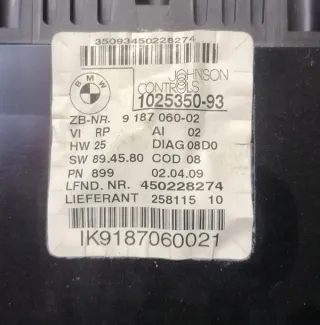 35093450228274
BMW
JOHNSON
CONTROLS
1025350-93
ZB-NR. 9 187 060-02
VI RP AI 02
HW 25 DIAG 08D0
SW 89.45.80 COD 08
PN 899 02.04.09
LFND. NR. 450228274
LIEFERANT 258115 10
IK9187060021